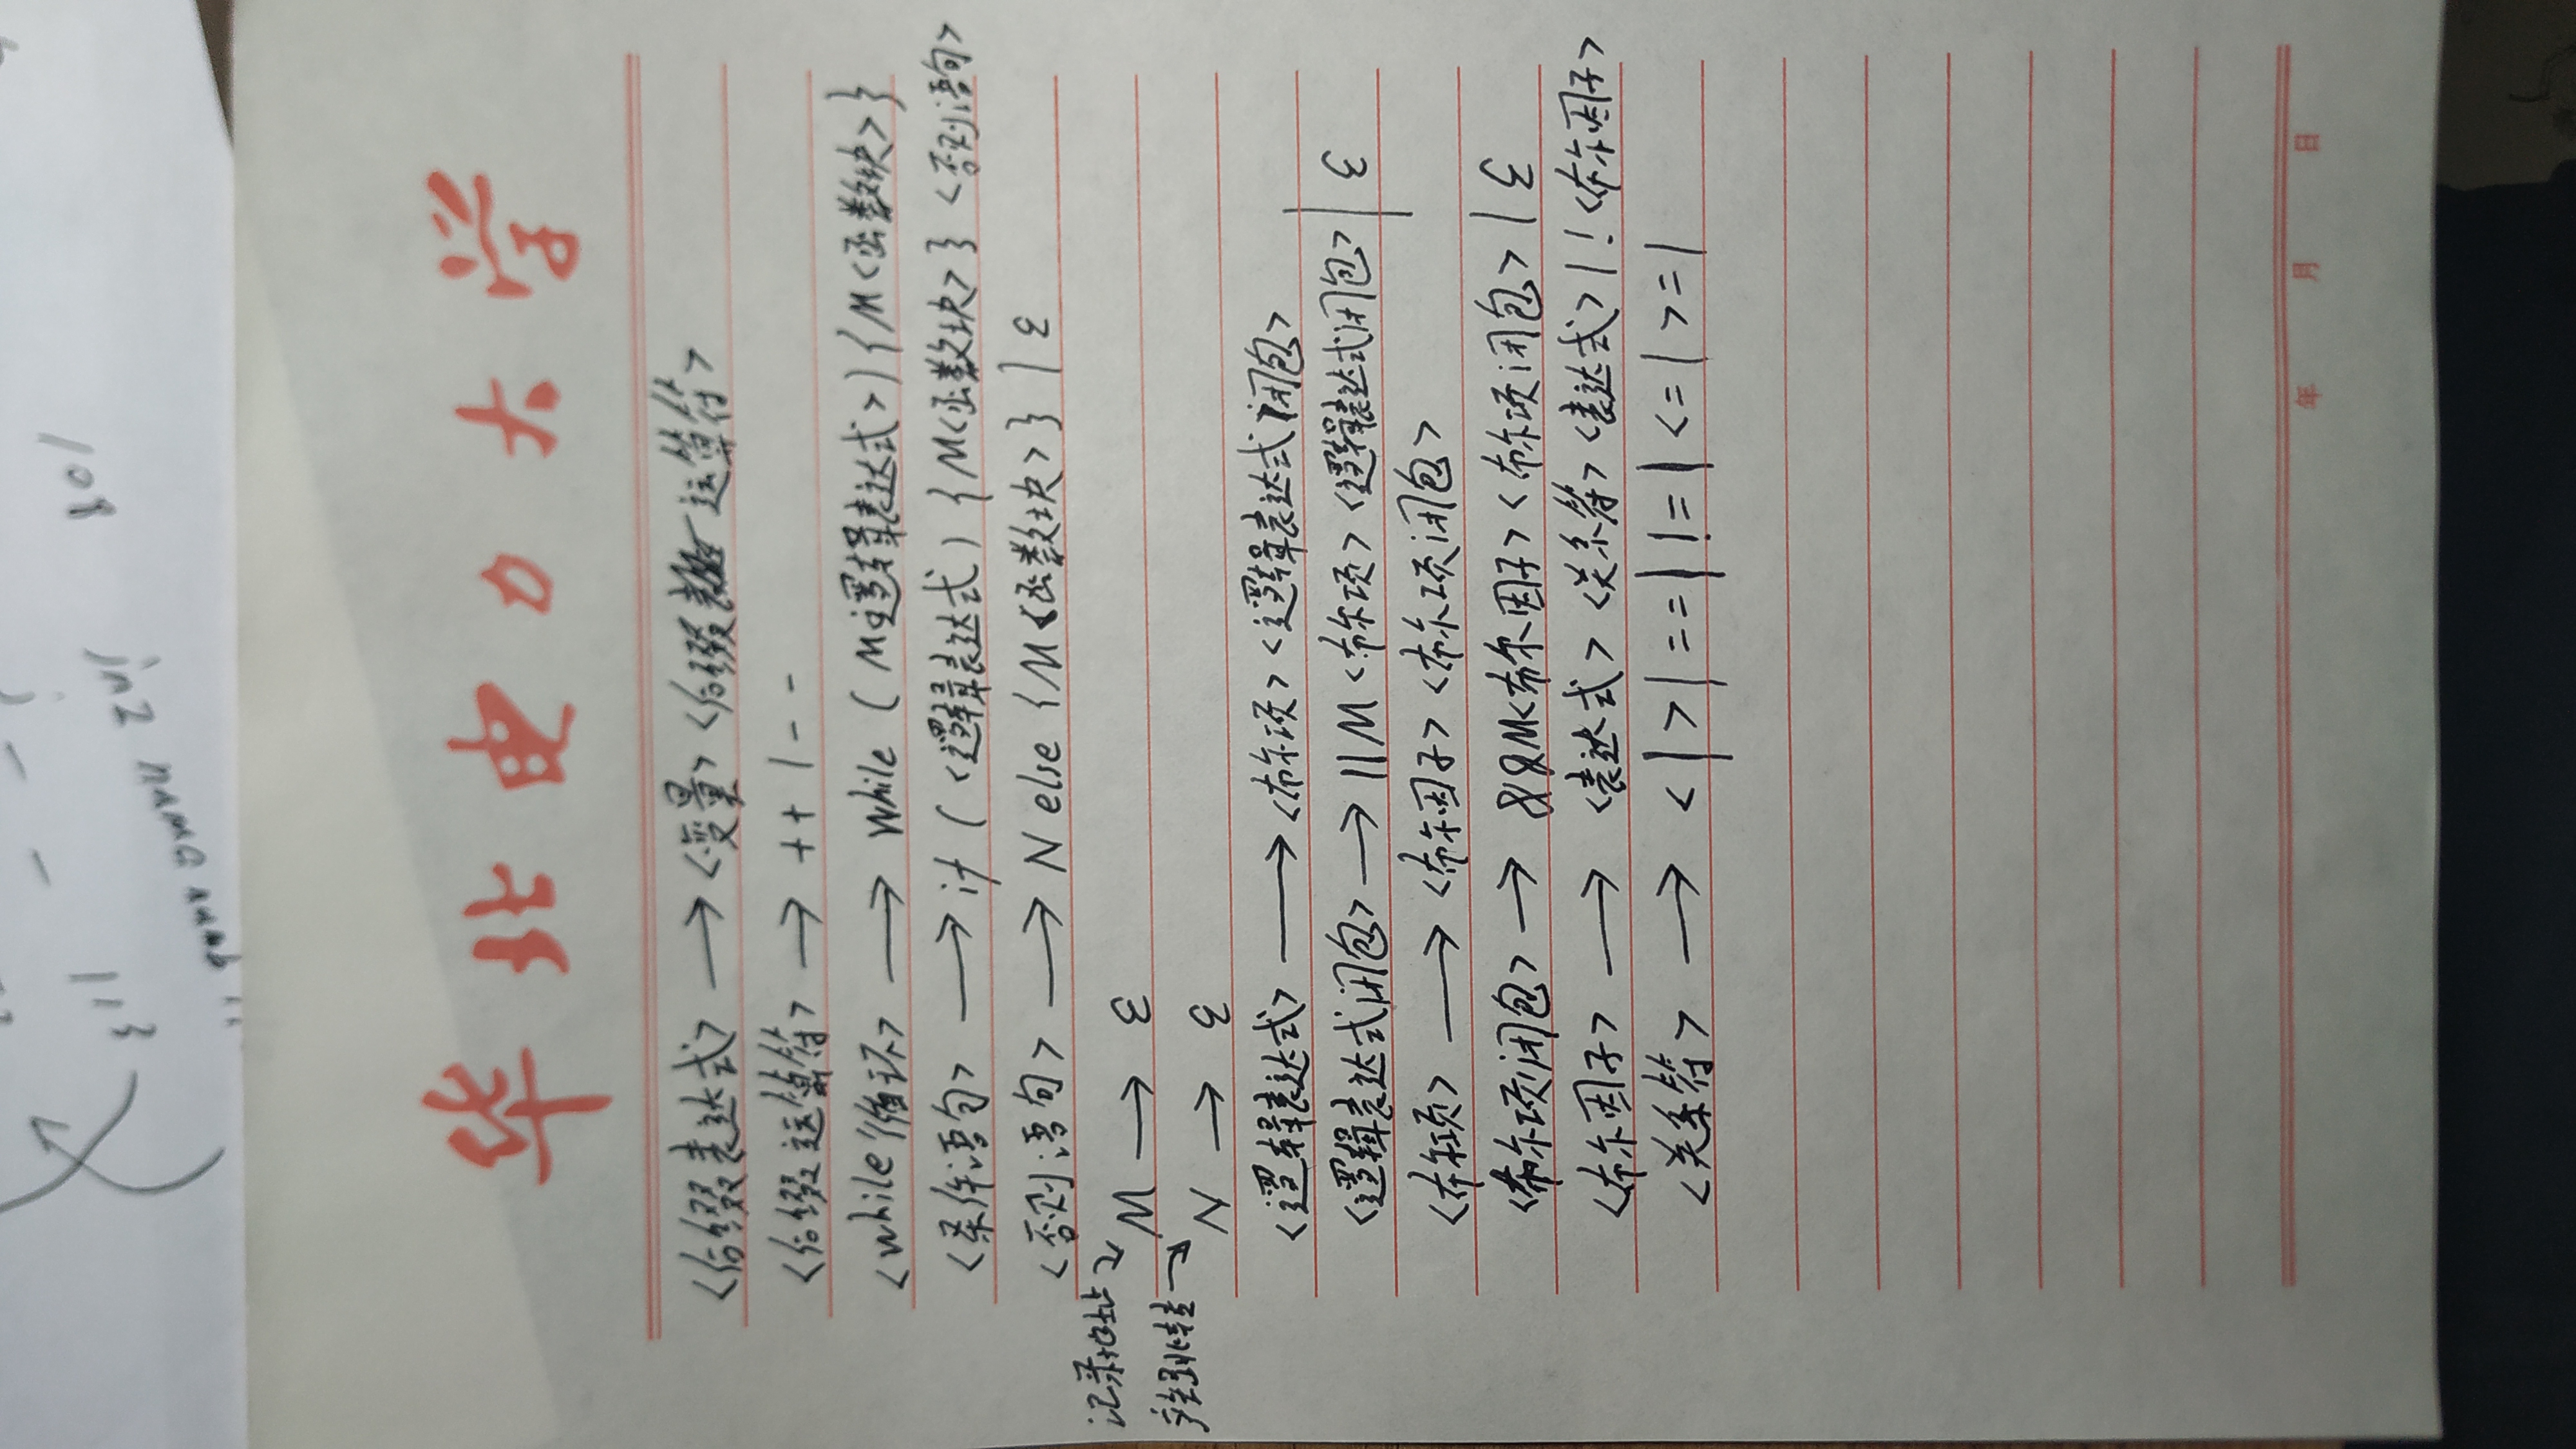 113
108
华北电力大学
<后缀表达式> → <变量> <后缀运算符>
<后缀运算符> → ++ | --
<while循环> → while ( M逻辑表达式> ) { M<函数块> }
<条件语句> → if ( <逻辑表达式) { M<函数块> } <否则语句>
<否则语句> → N else { M<函数块> } | ε
记录地址
M → ε
产生跳转
N → ε
<逻辑表达式> → <布尔项> <逻辑表达式闭包>
<逻辑表达式闭包> → || M <布尔项> <逻辑表达式闭包> | ε
<布尔项> → <布尔因子> <布尔项闭包>
<布尔项闭包> → && M<布尔因子> <布尔项闭包> | ε
<布尔因子> → <表达式> <关系符> <表达式> | ! <布尔因子>
<关系符> → < | > | == | != | <= | >= |
年 月 日